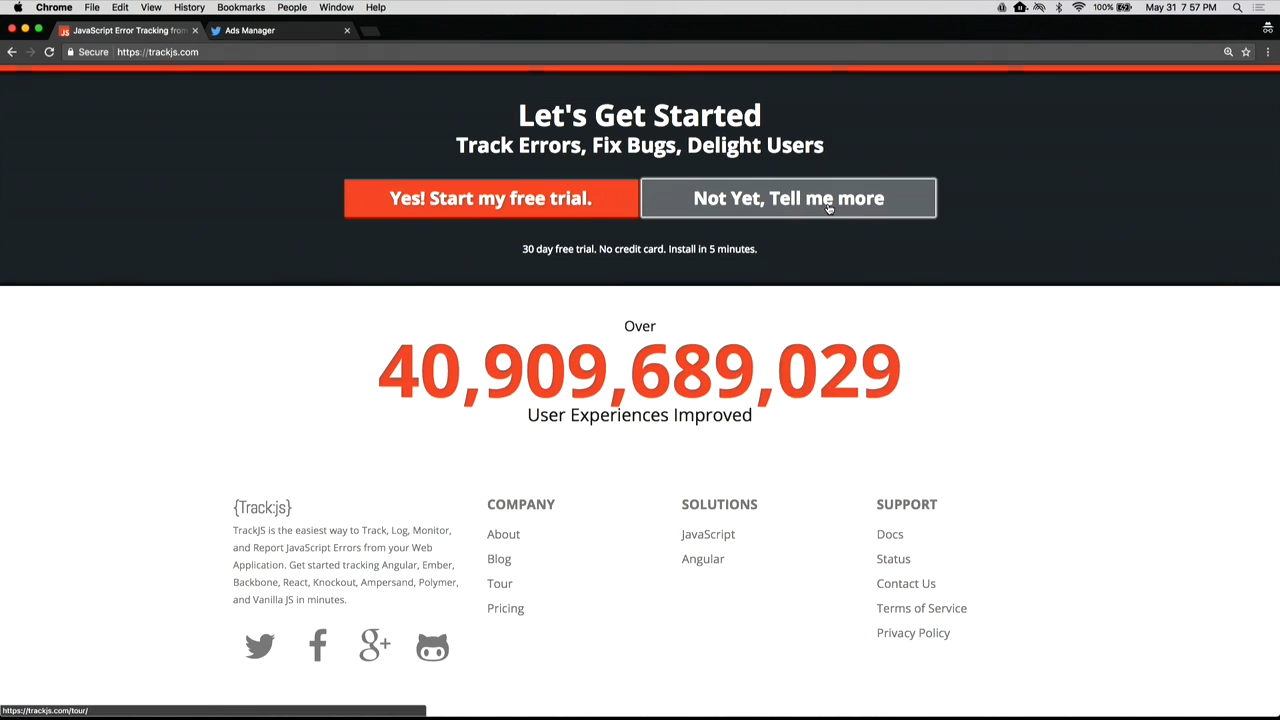 Chrome File Edit View History Bookmarks People Window Help 100% May 31 7:57 PM
JavaScript Error Tracking from Ads Manager
Secure https://trackjs.com
Let's Get Started
Track Errors, Fix Bugs, Delight Users
Yes! Start my free trial. Not Yet, Tell me more
30 day free trial. No credit card. Install in 5 minutes.
Over
40,909,689,029
User Experiences Improved
{Track:js}
TrackJS is the easiest way to Track, Log, Monitor,
and Report JavaScript Errors from your Web
Application. Get started tracking Angular, Ember,
Backbone, React, Knockout, Ampersand, Polymer,
and Vanilla JS in minutes.
COMPANY
About
Blog
Tour
Pricing
SOLUTIONS
JavaScript
Angular
SUPPORT
Docs
Status
Contact Us
Terms of Service
Privacy Policy
https://trackjs.com/tour/